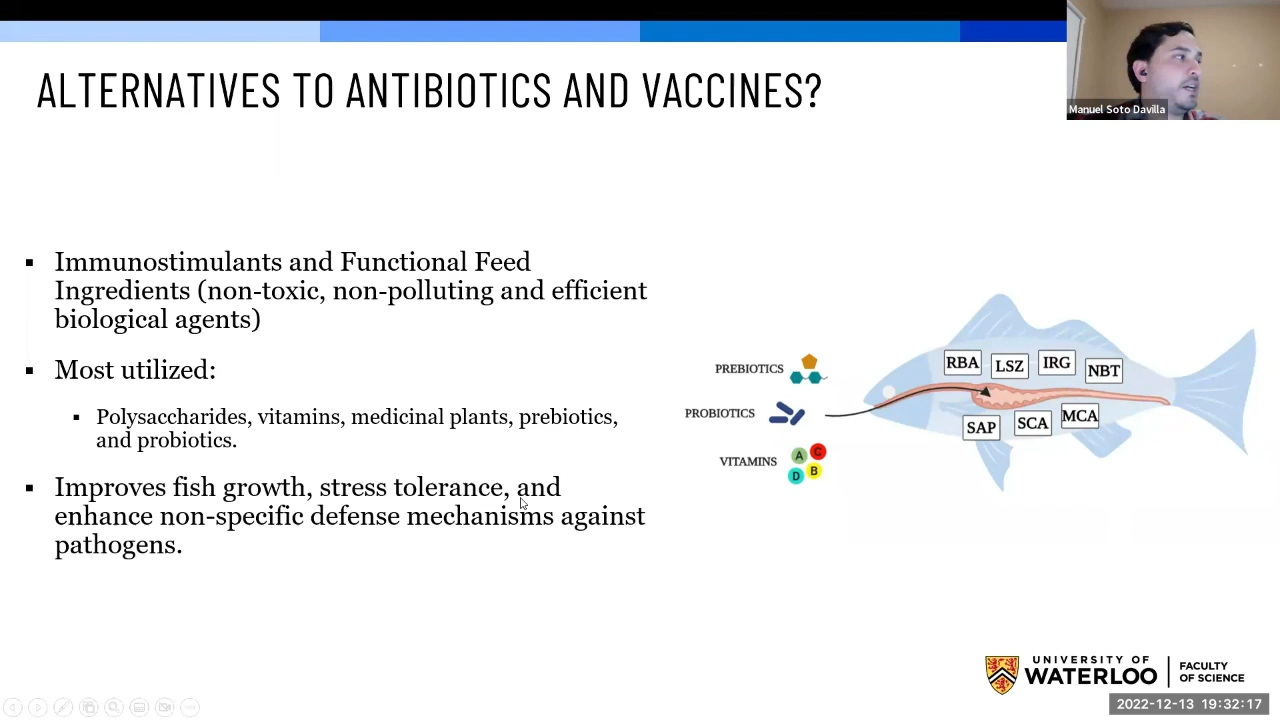 ALTERNATIVES TO ANTIBIOTICS AND VACCINES?
Manuel Soto Davilla
Immunostimulants and Functional Feed
Ingredients (non-toxic, non-polluting and efficient
biological agents)
Most utilized:
Polysaccharides, vitamins, medicinal plants, prebiotics,
and probiotics.
Improves fish growth, stress tolerance, and
enhance non-specific defense mechanisms against
pathogens.
PREBIOTICS
PROBIOTICS
VITAMINS
A
C
D
B
RBA
LSZ
IRG
NBT
SAP
SCA
MCA
UNIVERSITY OF
WATERLOO
FACULTY
OF SCIENCE
2022-12-13 19:32:17